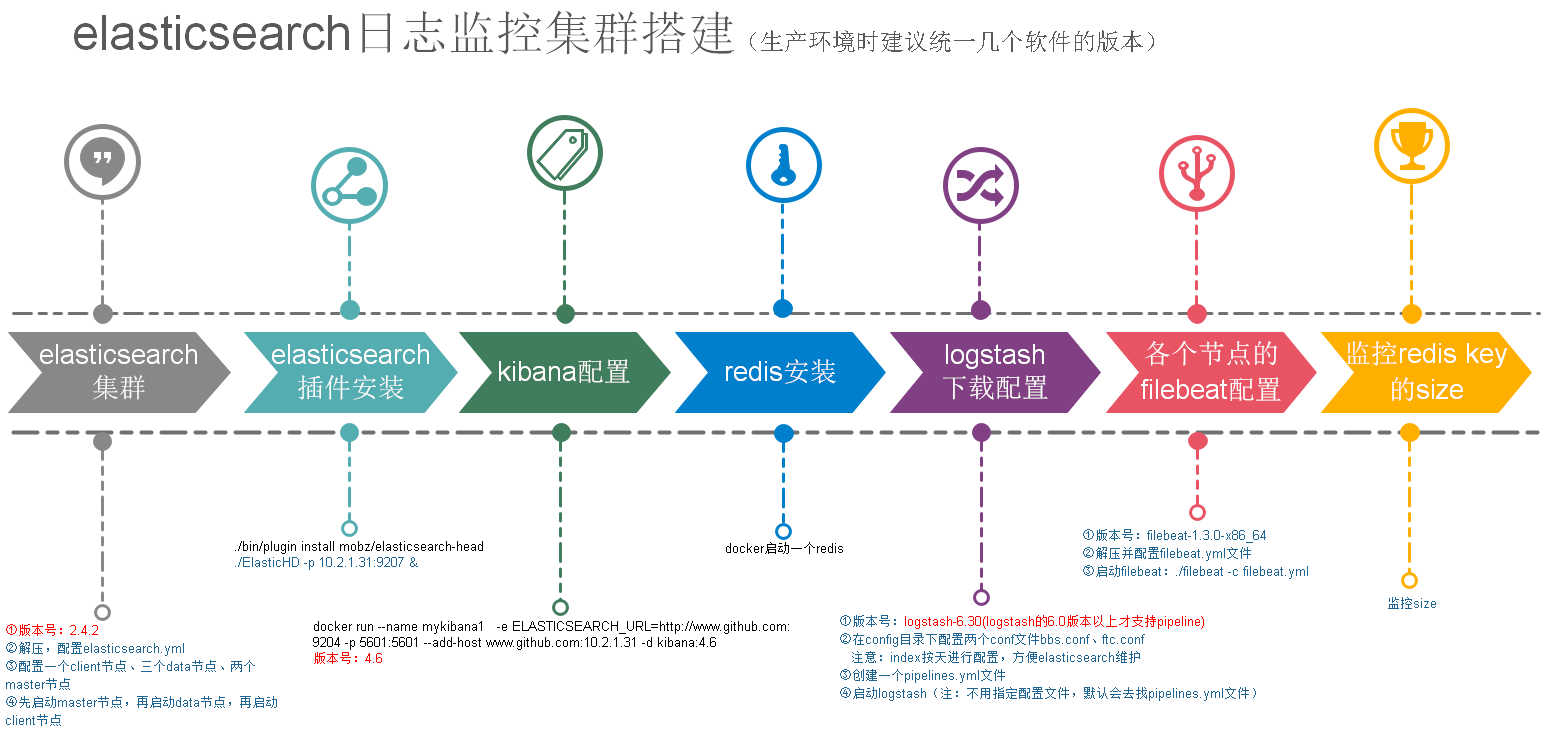 elasticsearch日志监控集群搭建（生产环境时建议统一几个软件的版本）
elasticsearch
集群
elasticsearch
插件安装
kibana配置
redis安装
logstash
下载配置
各个节点的
filebeat配置
监控redis key
的size
①版本号：2.4.2
②解压，配置elasticsearch.yml
③配置一个client节点、三个data节点、两个
master节点
④先启动master节点，再启动data节点，再启动
client节点
./bin/plugin install mobz/elasticsearch-head
./ElasticHD -p 10.2.1.31:9207 &
docker run --name mykibana1 -e ELASTICSEARCH_URL=http://www.github.com:
9204 -p 5601:5601 --add-host www.github.com:10.2.1.31 -d kibana:4.6
版本号：4.6
docker启动一个redis
①版本号：logstash-6.30(logstash的6.0版本以上才支持pipeline)
②在config目录下配置两个conf文件bbs.conf、ftc.conf
注意：index按天进行配置，方便elasticsearch维护
③创建一个pipelines.yml文件
④启动logstash（注：不用指定配置文件，默认会去找pipelines.yml文件）
①版本号：filebeat-1.3.0-x86_64
②解压并配置filebeat.yml文件
③启动filebeat：./filebeat -c filebeat.yml
监控size